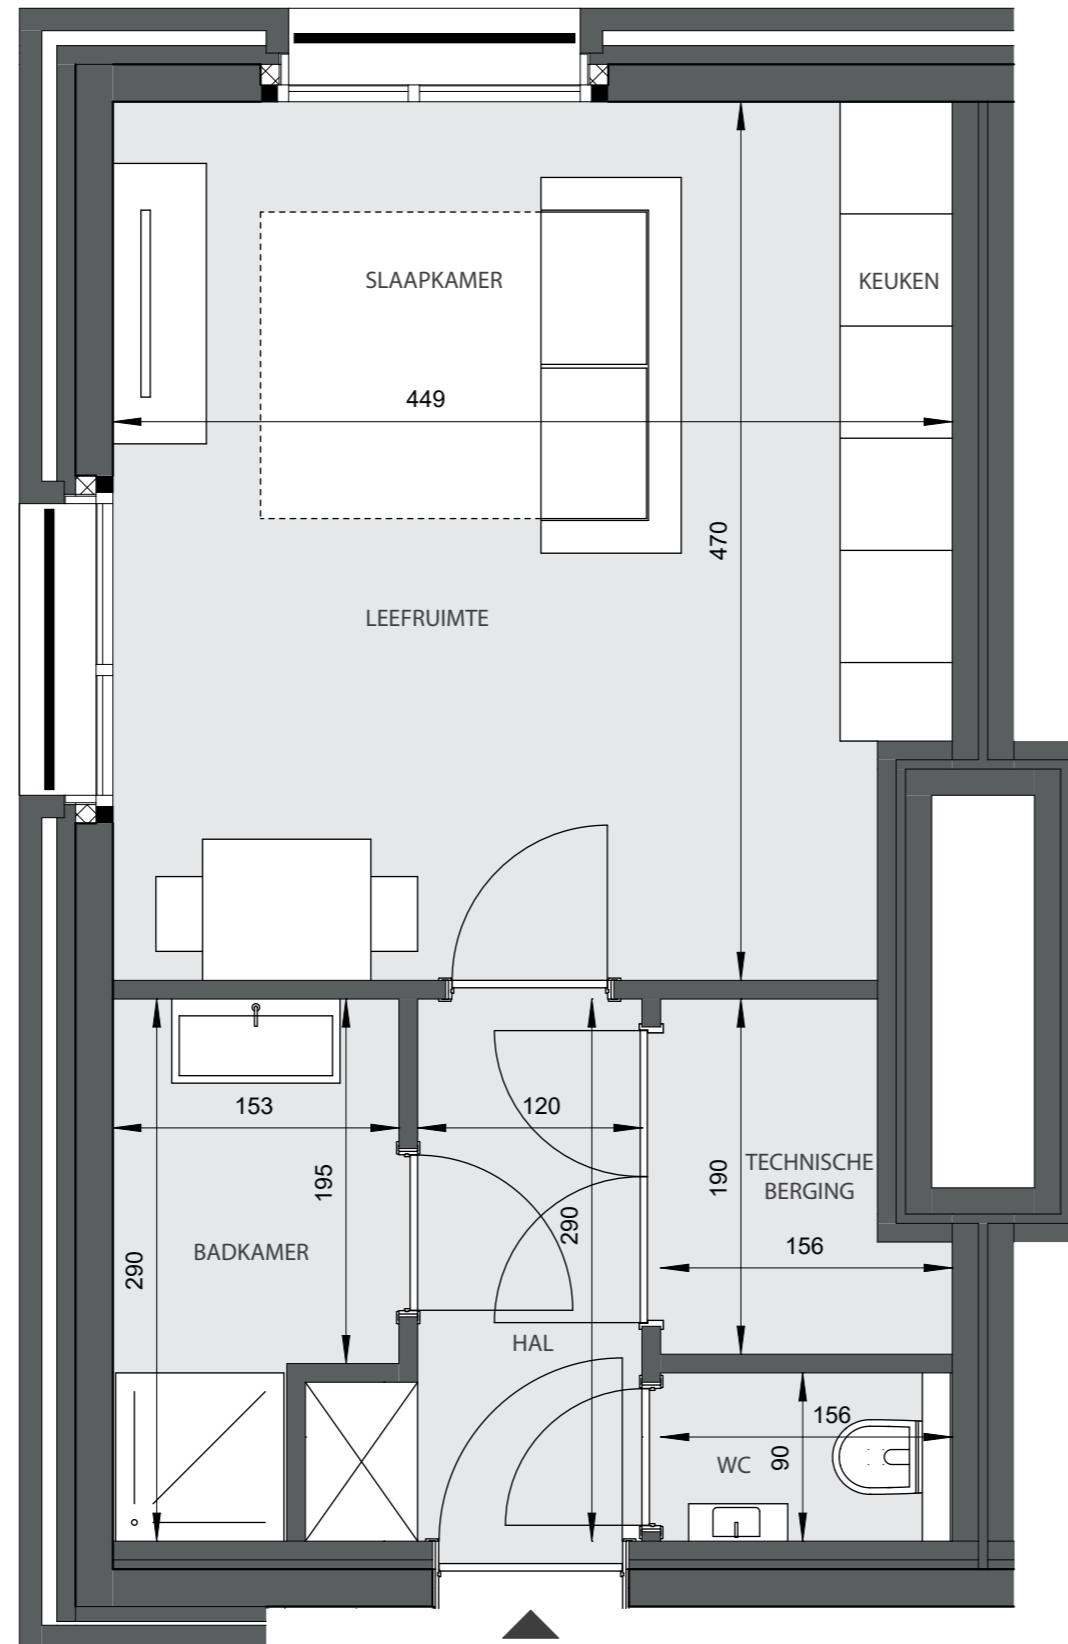 SLAAPKAMER
KEUKEN
449
470
LEEFRUIMTE
153
120
195
190
TECHNISCHE
BERGING
290
290
BADKAMER
156
HAL
156
WC
90